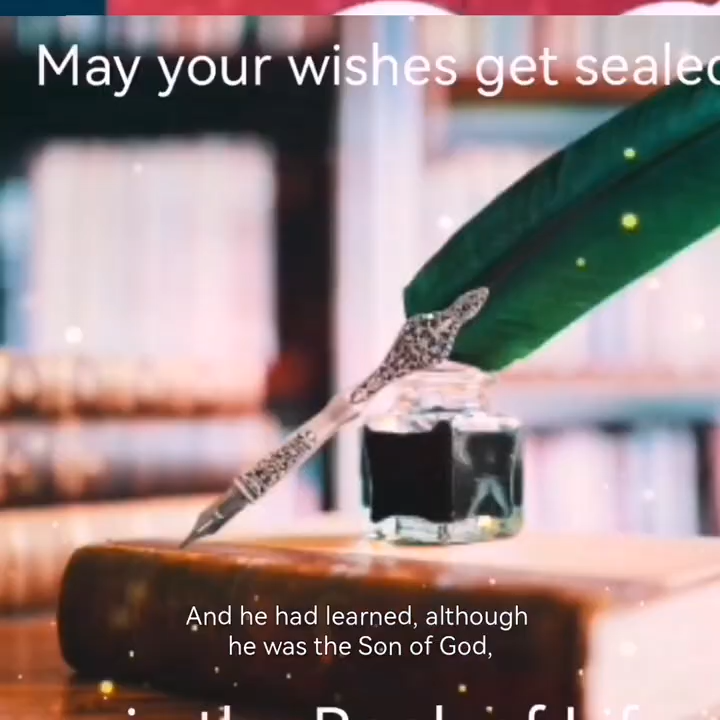 May your wishes get sealed
And he had learned, although
he was the Son of God,